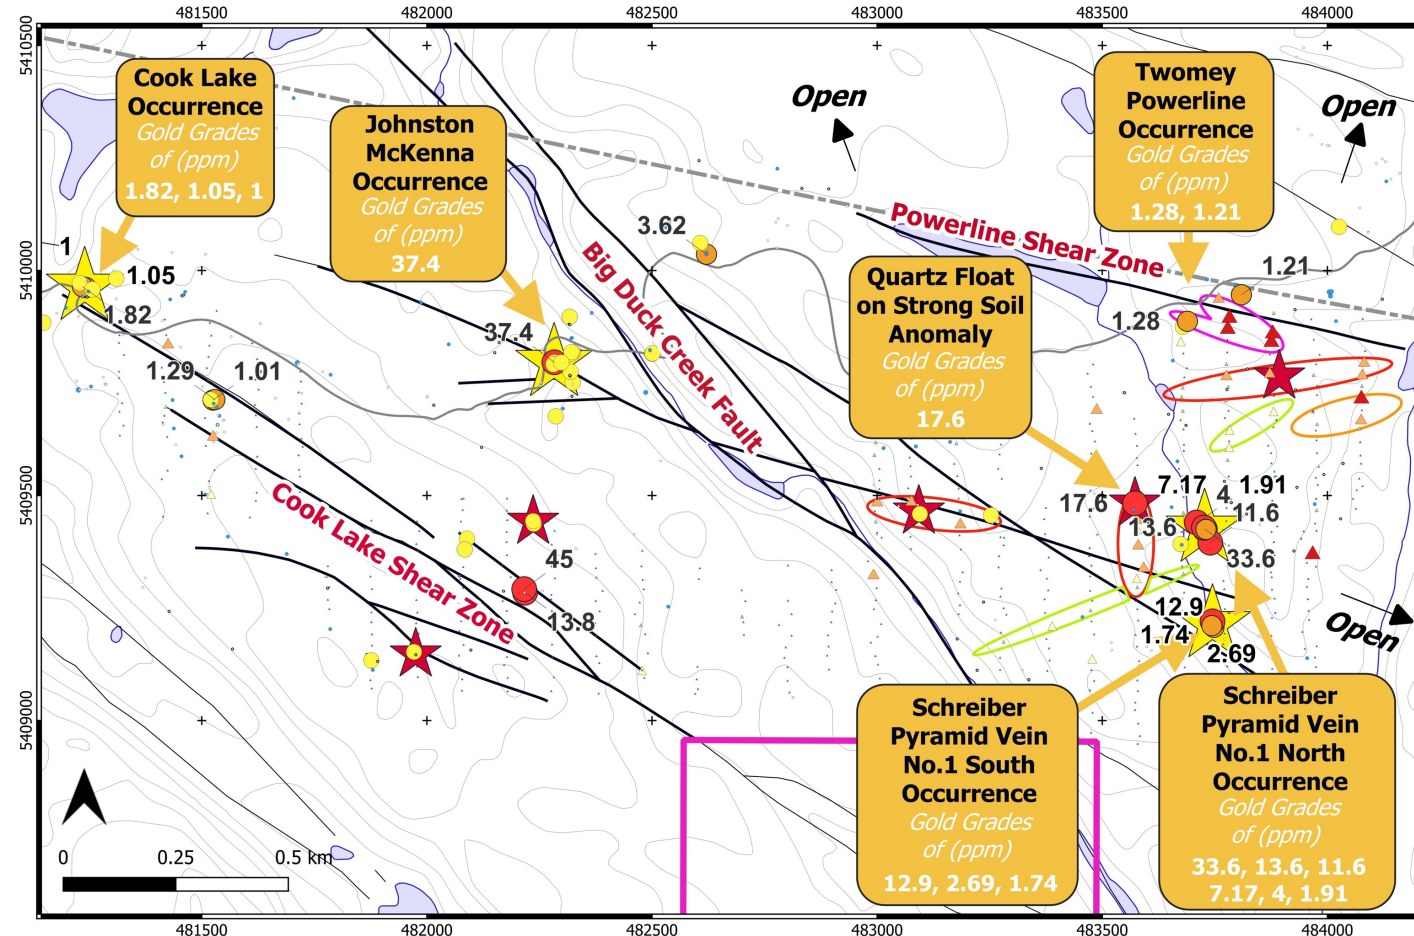 481500
482000
482500
483000
483500
484000
5410500
5410000
5409500
5409000
Cook Lake
Occurrence
Gold Grades
of (ppm)
1.82, 1.05, 1
Johnston
McKenna
Occurrence
Gold Grades
of (ppm)
37.4
Open
Twomey
Powerline
Occurrence
Gold Grades
of (ppm)
1.28, 1.21
Open
Powerline Shear Zone
3.62
1
1.05
1.82
Big Duck Creek Fault
Quartz Float
on Strong Soil
Anomaly
Gold Grades
of (ppm)
17.6
1.21
1.28
37.4
1.29
1.01
Cook Lake Shear Zone
45
13.8
17.6
7.17
4
1.91
13.6
11.6
33.6
12.9
1.74
2.69
Open
Schreiber
Pyramid Vein
No.1 South
Occurrence
Gold Grades
of (ppm)
12.9, 2.69, 1.74
Schreiber
Pyramid Vein
No.1 North
Occurrence
Gold Grades
of (ppm)
33.6, 13.6, 11.6
7.17, 4, 1.91
0
0.25
0.5 km
481500
482000
482500
483000
483500
484000